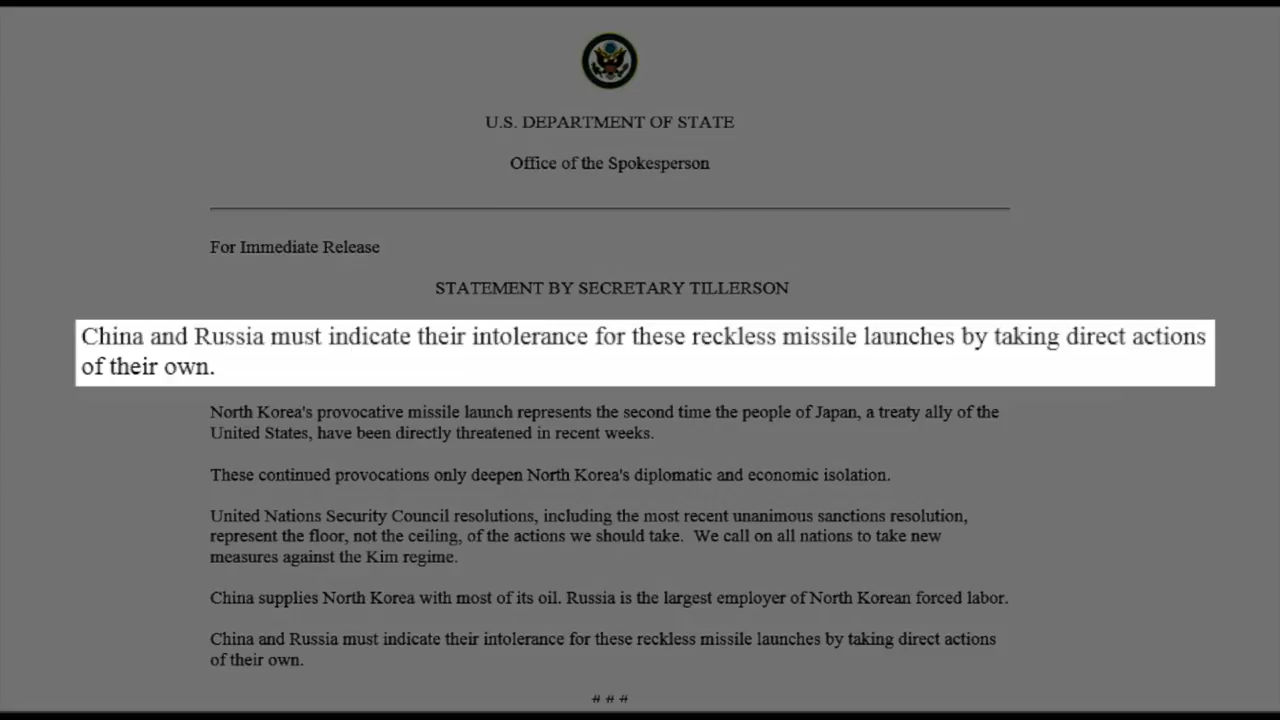 U.S. DEPARTMENT OF STATE
Office of the Spokesperson
For Immediate Release
STATEMENT BY SECRETARY TILLERSON
China and Russia must indicate their intolerance for these reckless missile launches by taking direct actions
of their own.
North Korea's provocative missile launch represents the second time the people of Japan, a treaty ally of the
United States, have been directly threatened in recent weeks.
These continued provocations only deepen North Korea's diplomatic and economic isolation.
United Nations Security Council resolutions, including the most recent unanimous sanctions resolution,
represent the floor, not the ceiling, of the actions we should take.  We call on all nations to take new
measures against the Kim regime.
China supplies North Korea with most of its oil. Russia is the largest employer of North Korean forced labor.
China and Russia must indicate their intolerance for these reckless missile launches by taking direct actions
of their own.
# # #